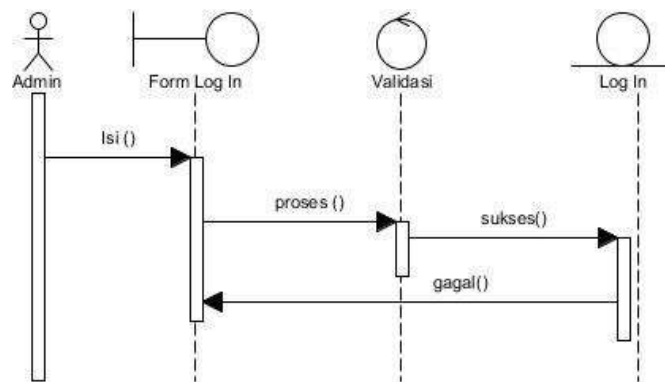 Admin
Form Log In
Validasi
Log In
Isi ()
proses ()
sukses()
gagal()